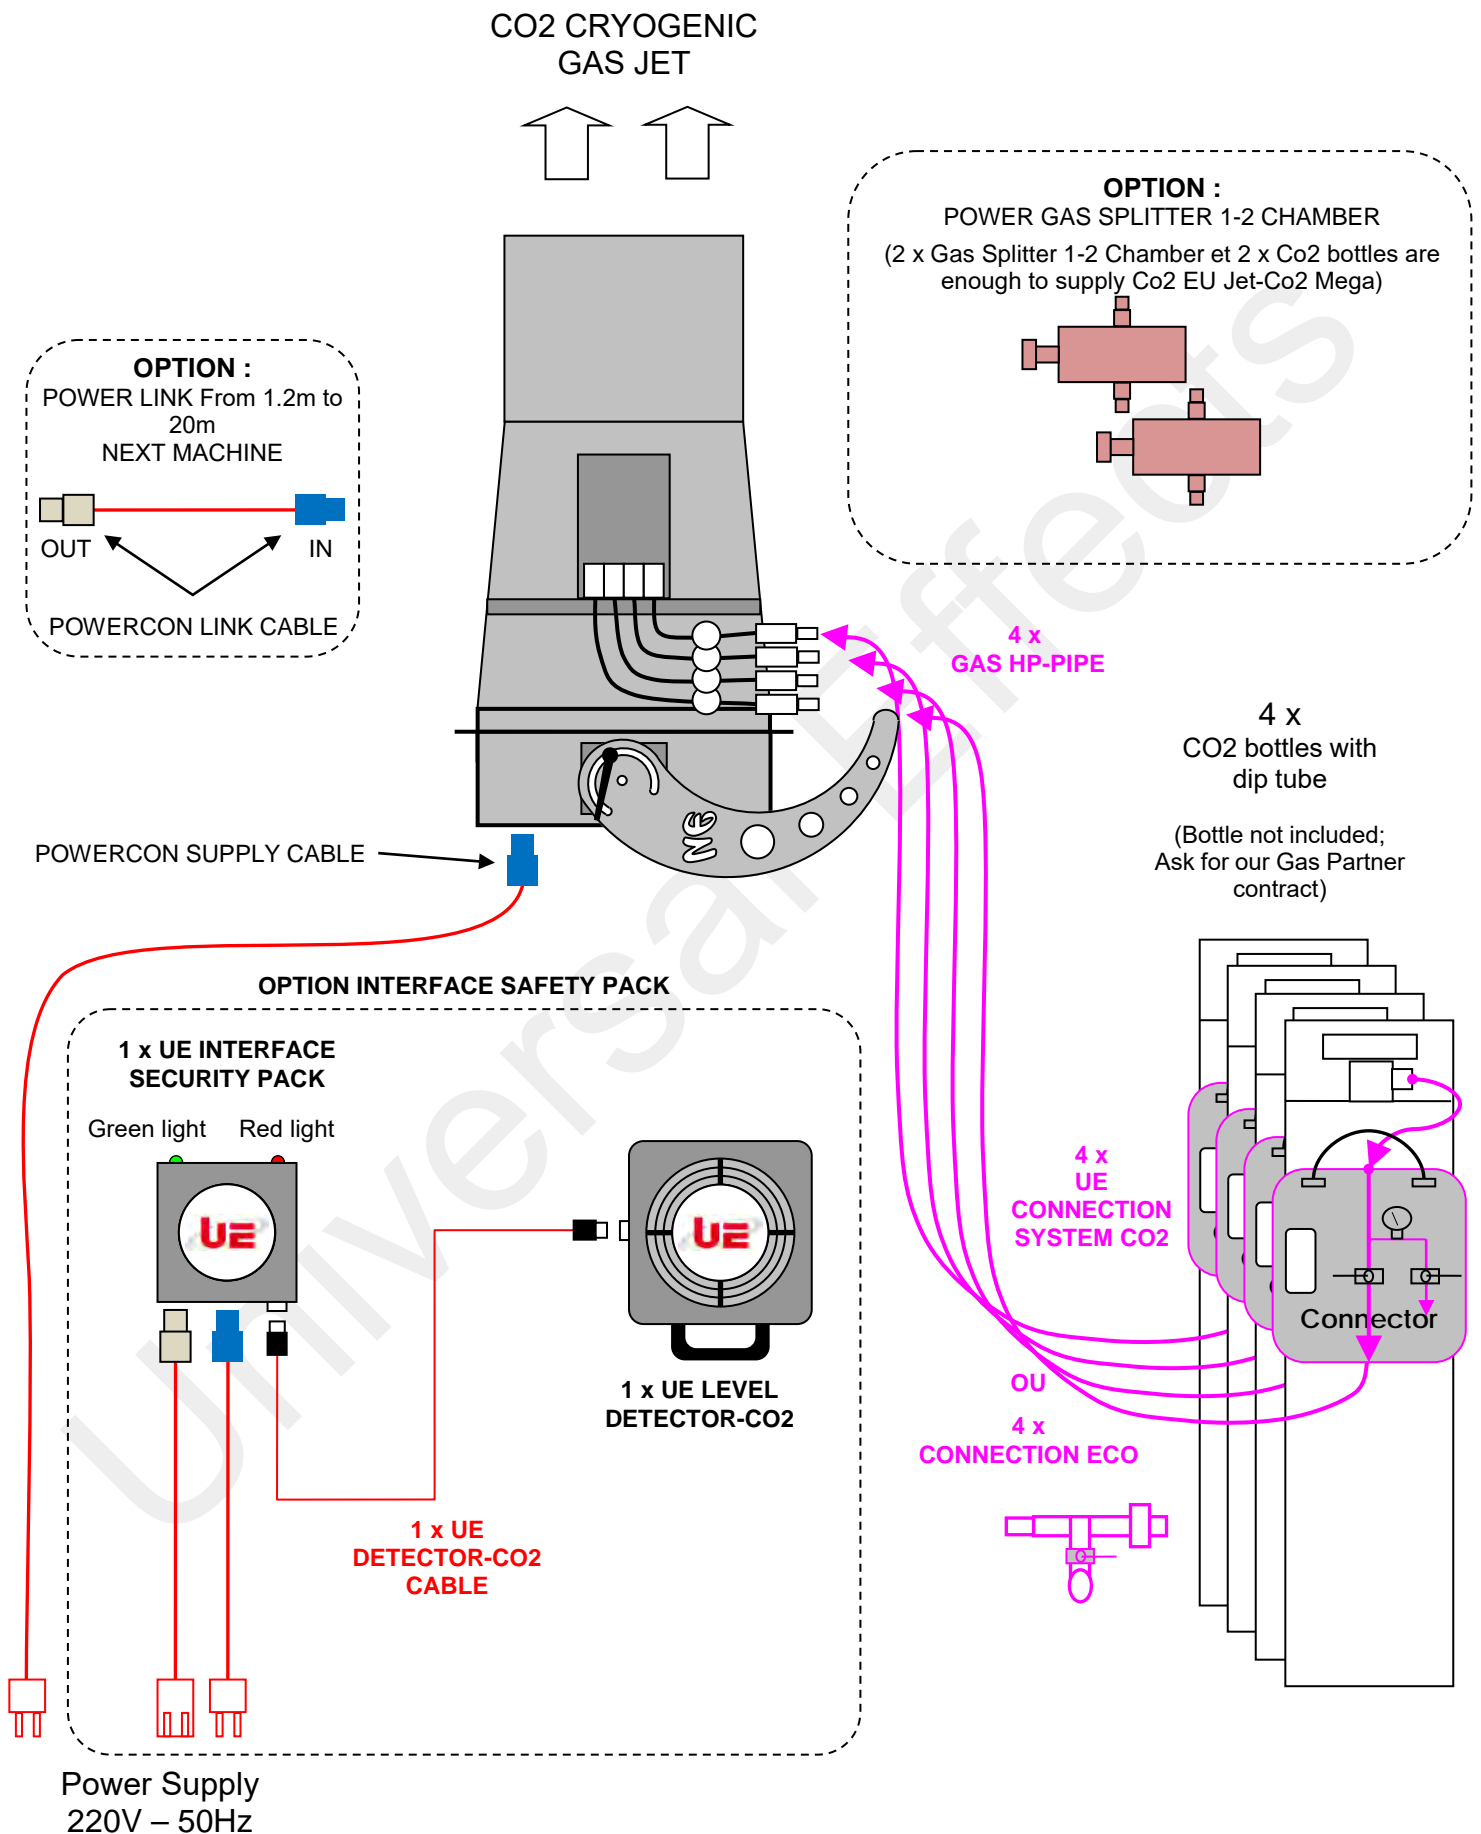 CO2 CRYOGENIC
GAS JET
OPTION :
POWER GAS SPLITTER 1-2 CHAMBER
(2 x Gas Splitter 1-2 Chamber et 2 x Co2 bottles are
enough to supply Co2 EU Jet-Co2 Mega)
OPTION :
POWER LINK From 1.2m to
20m
NEXT MACHINE
OUT
IN
POWERCON LINK CABLE
4 x
GAS HP-PIPE
4 x
CO2 bottles with
dip tube
(Bottle not included;
Ask for our Gas Partner
contract)
POWERCON SUPPLY CABLE
OPTION INTERFACE SAFETY PACK
1 x UE INTERFACE
SECURITY PACK
Green light
Red light
UE
UE
4 x
UE
CONNECTION
SYSTEM CO2
Connector
1 x UE LEVEL
DETECTOR-CO2
OU
4 x
CONNECTION ECO
1 x UE
DETECTOR-CO2
CABLE
Power Supply
220V – 50Hz
Universal Effects